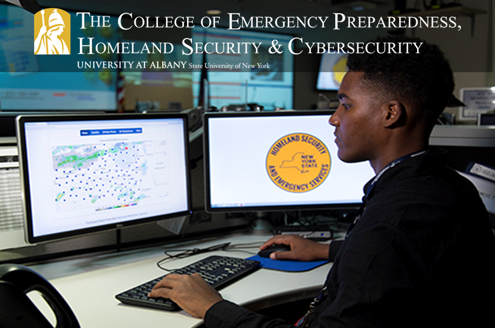 THE COLLEGE OF EMERGENCY PREPAREDNESS,
HOMELAND SECURITY & CYBERSECURITY
UNIVERSITY AT ALBANY State University of New York
HOMELAND SECURITY
NEW YORK
STATE
AND EMERGENCY SERVICES